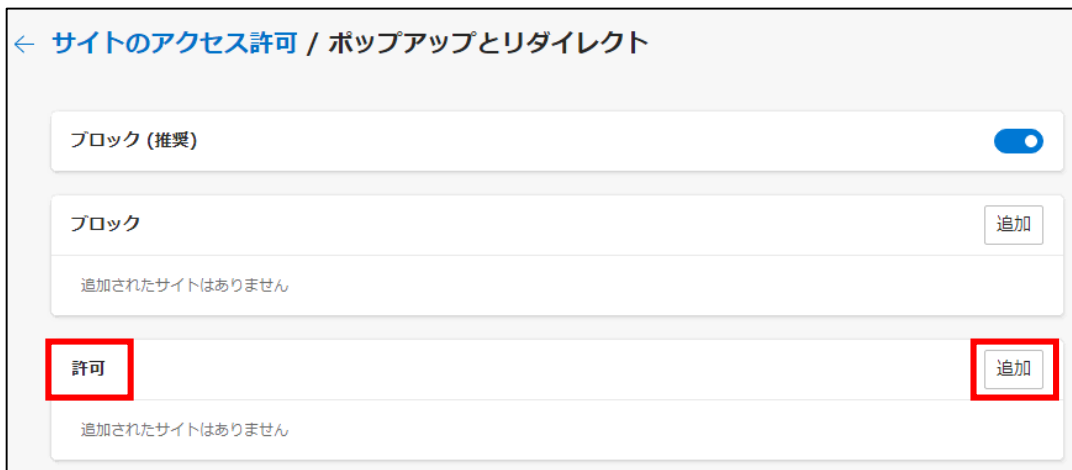 ← サイトのアクセス許可 / ポップアップとリダイレクト
ブロック (推奨)
ブロック 追加
追加されたサイトはありません
許可 追加
追加されたサイトはありません